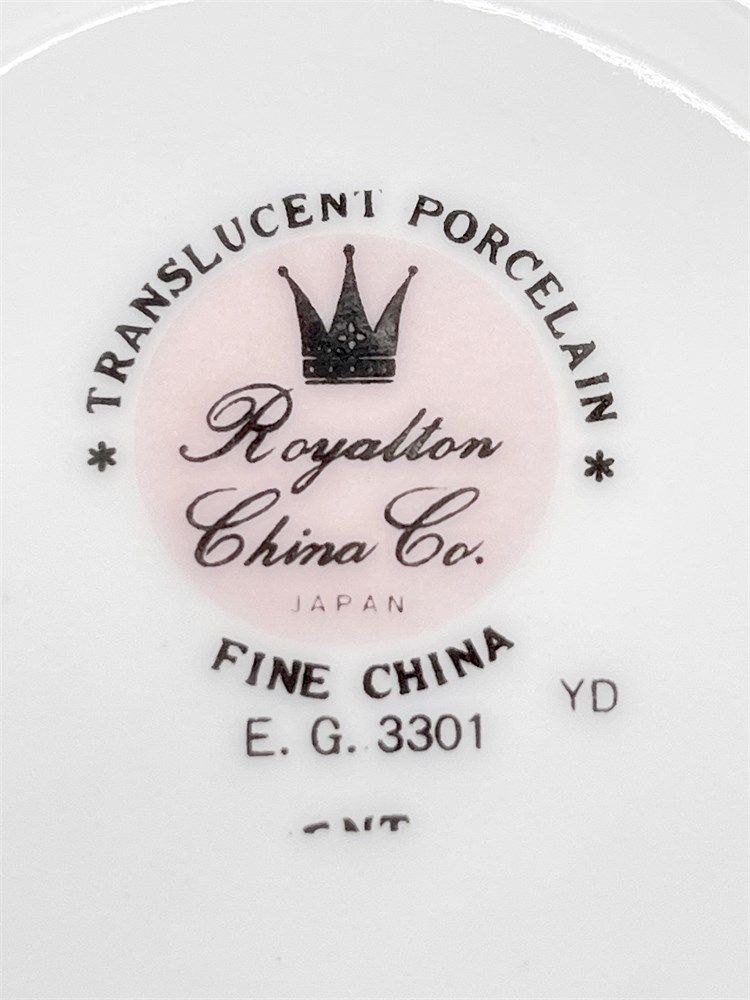 * TRANSLUCENT PORCELAIN *
Royalton
China Co.
JAPAN
FINE CHINA
E. G. 3301
YD